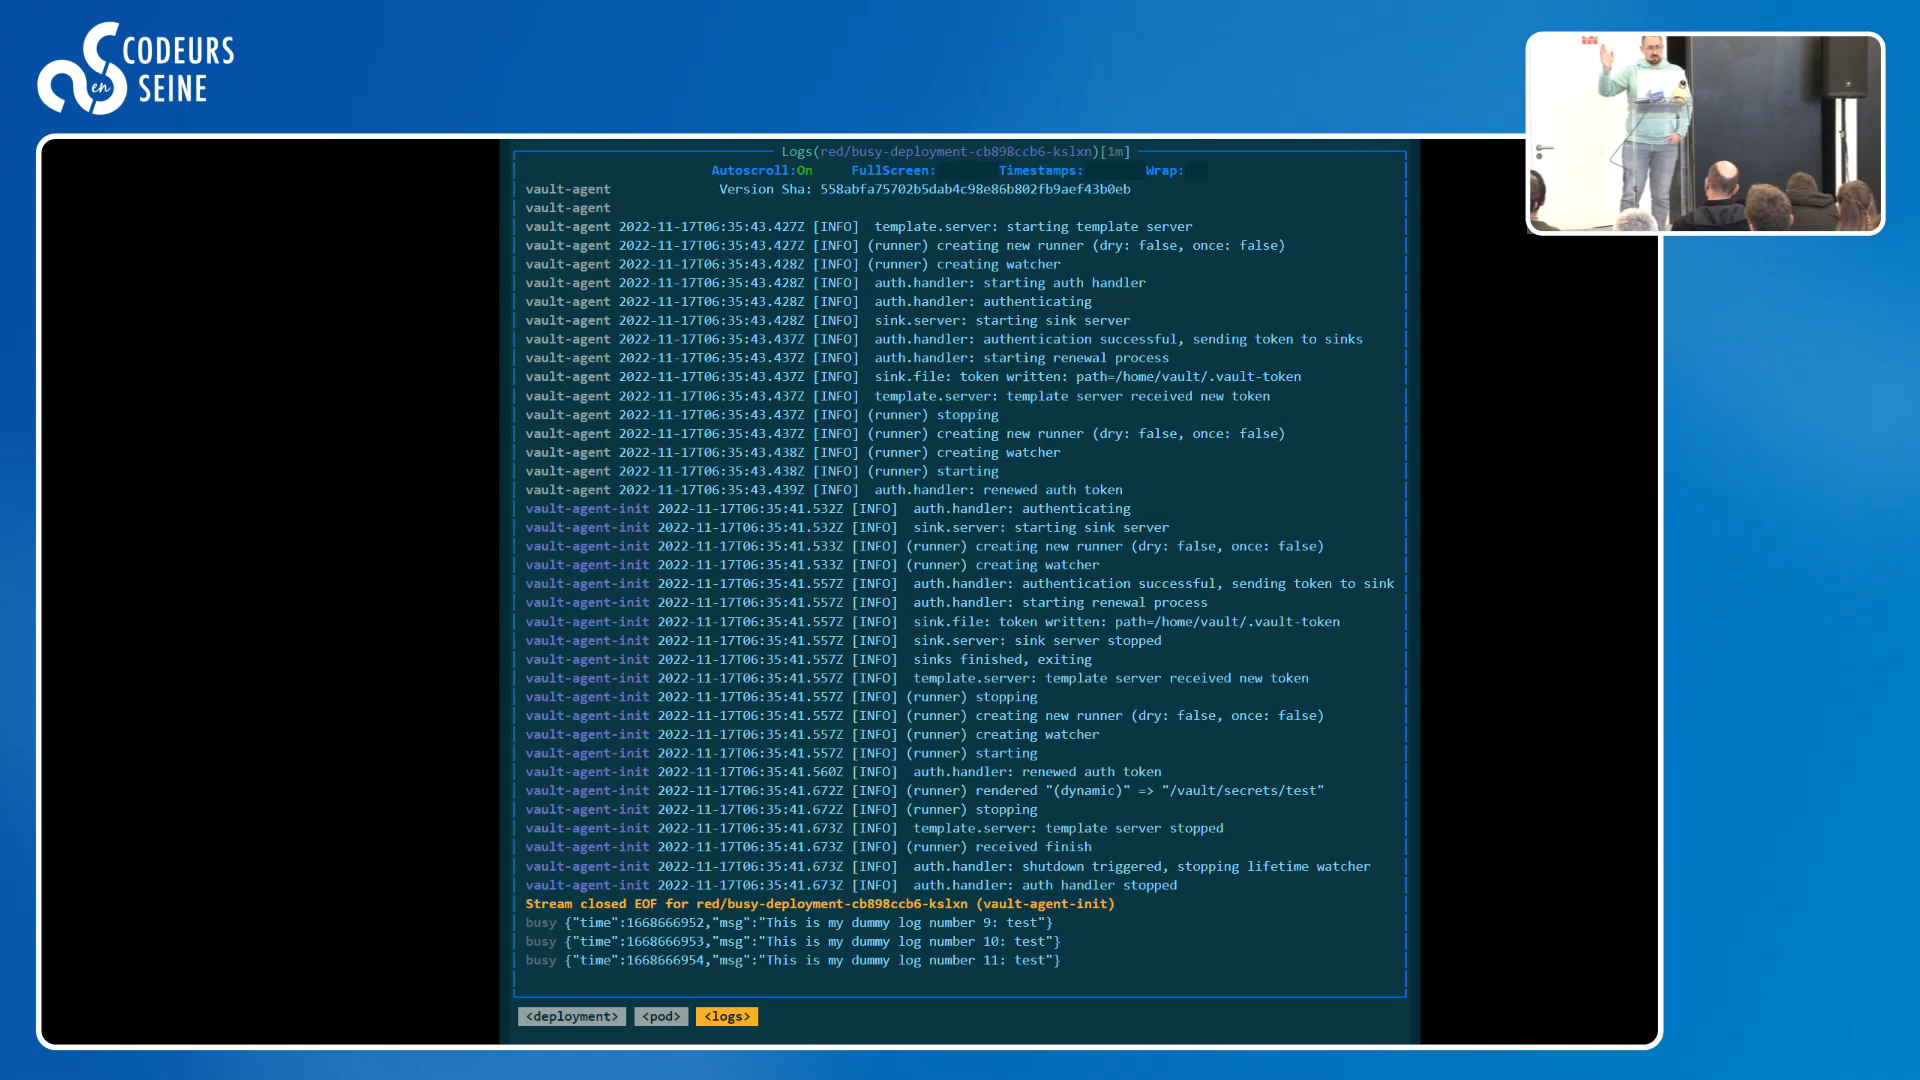 CODEURS
en
SEINE
Logs(red/busy-deployment-cb898ccb6-kslxn)[1m]
Autoscroll:On FullScreen: Timestamps: Wrap:
vault-agent Version Sha: 558abfa75702b5dab4c98e86b802fb9aef43b0eb
vault-agent
vault-agent 2022-11-17T06:35:43.427Z [INFO] template.server: starting template server
vault-agent 2022-11-17T06:35:43.427Z [INFO] (runner) creating new runner (dry: false, once: false)
vault-agent 2022-11-17T06:35:43.428Z [INFO] (runner) creating watcher
vault-agent 2022-11-17T06:35:43.428Z [INFO] auth.handler: starting auth handler
vault-agent 2022-11-17T06:35:43.428Z [INFO] auth.handler: authenticating
vault-agent 2022-11-17T06:35:43.428Z [INFO] sink.server: starting sink server
vault-agent 2022-11-17T06:35:43.437Z [INFO] auth.handler: authentication successful, sending token to sinks
vault-agent 2022-11-17T06:35:43.437Z [INFO] auth.handler: starting renewal process
vault-agent 2022-11-17T06:35:43.437Z [INFO] sink.file: token written: path=/home/vault/.vault-token
vault-agent 2022-11-17T06:35:43.437Z [INFO] template.server: template server received new token
vault-agent 2022-11-17T06:35:43.437Z [INFO] (runner) stopping
vault-agent 2022-11-17T06:35:43.437Z [INFO] (runner) creating new runner (dry: false, once: false)
vault-agent 2022-11-17T06:35:43.438Z [INFO] (runner) creating watcher
vault-agent 2022-11-17T06:35:43.438Z [INFO] (runner) starting
vault-agent 2022-11-17T06:35:43.439Z [INFO] auth.handler: renewed auth token
vault-agent-init 2022-11-17T06:35:41.532Z [INFO] auth.handler: authenticating
vault-agent-init 2022-11-17T06:35:41.532Z [INFO] sink.server: starting sink server
vault-agent-init 2022-11-17T06:35:41.533Z [INFO] (runner) creating new runner (dry: false, once: false)
vault-agent-init 2022-11-17T06:35:41.533Z [INFO] (runner) creating watcher
vault-agent-init 2022-11-17T06:35:41.557Z [INFO] auth.handler: authentication successful, sending token to sink
vault-agent-init 2022-11-17T06:35:41.557Z [INFO] auth.handler: starting renewal process
vault-agent-init 2022-11-17T06:35:41.557Z [INFO] sink.file: token written: path=/home/vault/.vault-token
vault-agent-init 2022-11-17T06:35:41.557Z [INFO] sink.server: sink server stopped
vault-agent-init 2022-11-17T06:35:41.557Z [INFO] sinks finished, exiting
vault-agent-init 2022-11-17T06:35:41.557Z [INFO] template.server: template server received new token
vault-agent-init 2022-11-17T06:35:41.557Z [INFO] (runner) stopping
vault-agent-init 2022-11-17T06:35:41.557Z [INFO] (runner) creating new runner (dry: false, once: false)
vault-agent-init 2022-11-17T06:35:41.557Z [INFO] (runner) creating watcher
vault-agent-init 2022-11-17T06:35:41.557Z [INFO] (runner) starting
vault-agent-init 2022-11-17T06:35:41.560Z [INFO] auth.handler: renewed auth token
vault-agent-init 2022-11-17T06:35:41.672Z [INFO] (runner) rendered "(dynamic)" => "/vault/secrets/test"
vault-agent-init 2022-11-17T06:35:41.672Z [INFO] (runner) stopping
vault-agent-init 2022-11-17T06:35:41.673Z [INFO] template.server: template server stopped
vault-agent-init 2022-11-17T06:35:41.673Z [INFO] (runner) received finish
vault-agent-init 2022-11-17T06:35:41.673Z [INFO] auth.handler: shutdown triggered, stopping lifetime watcher
vault-agent-init 2022-11-17T06:35:41.673Z [INFO] auth.handler: auth handler stopped
Stream closed EOF for red/busy-deployment-cb898ccb6-kslxn (vault-agent-init)
busy {"time":1668666952,"msg":"This is my dummy log number 9: test"}
busy {"time":1668666953,"msg":"This is my dummy log number 10: test"}
busy {"time":1668666954,"msg":"This is my dummy log number 11: test"}
<deployment> <pod> <logs>